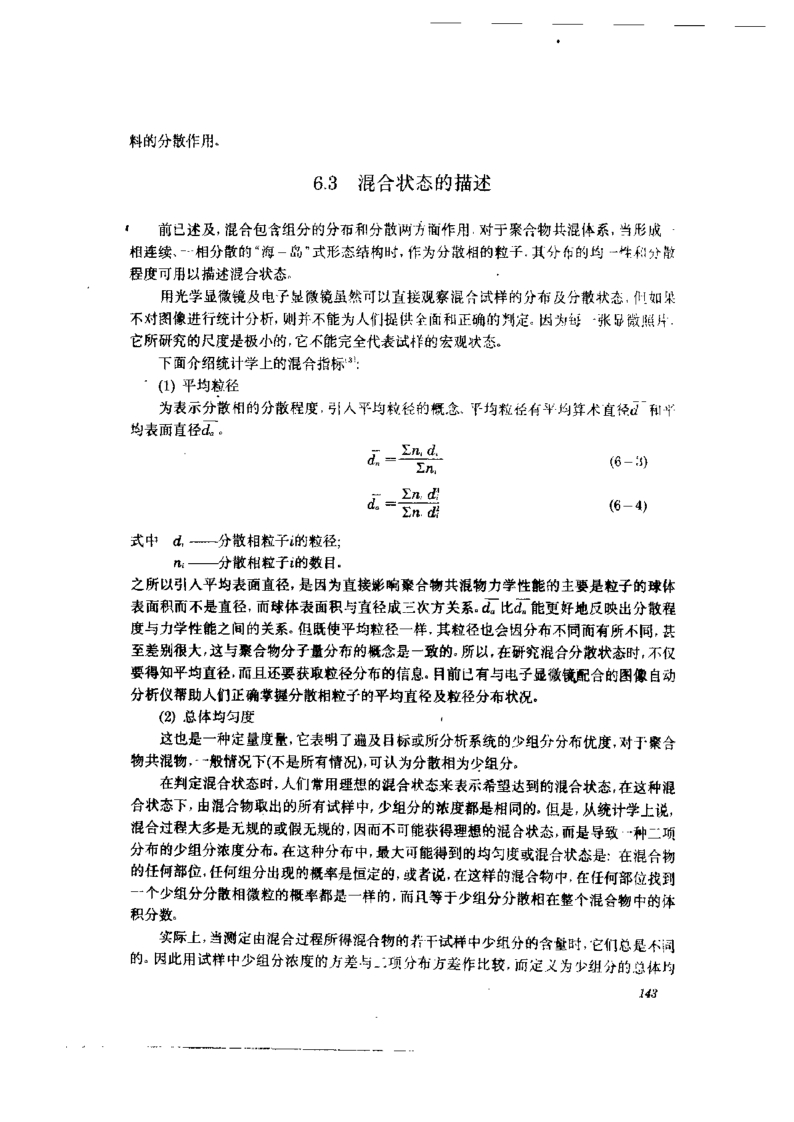 料的分散作用、
6.3 混合状态的描述
前已述及，混合包含组分的分布和分散两方面作用．对于聚合物共混体系，当形成一
相连续、一相分散的“海－岛”式形态结构时，作为分散相的粒子．其分布的均一性和分散
程度可用以描述混合状态。
用光学显微镜及电子显微镜虽然可以直接观察混合试样的分布及分散状态，但如果
不对图像进行统计分析，则并不能为人们提供全面和正确的判定。因为每一张显微照片．
它所研究的尺度是极小的，它不能完全代表试样的宏观状态。
下面介绍统计学上的混合指标[3]：
(1) 平均粒径
为表示分散相的分散程度．引人平均粒径的概念、平均粒径有平均算术直径d̄ 和平
均表面直径d̄ₐ。
d̄ₙ = Σnᵢ dᵢ / Σnᵢ (6－3)
d̄ₐ = Σnᵢ dᵢ³ / Σnᵢ dᵢ² (6－4)
式中 dᵢ——分散相粒子i的粒径；
nᵢ——分散相粒子i的数目．
之所以引人平均表面直径，是因为直接影响聚合物共混物力学性能的主要是粒子的球体
表面积而不是直径，而球体表面积与直径成三次方关系。d̄ₐ比d̄ₙ能更好地反映出分散程
度与力学性能之间的关系。但既使平均粒径一样．其粒径也会因分布不同而有所不同，甚
至差别很大，这与聚合物分子量分布的概念是一致的。所以，在研究混合分散状态时，不仅
要得知平均直径，而且还要获取粒径分布的信息。目前已有与电子显微镜配合的图像自动
分析仪帮助人们正确掌握分散相粒子的平均直径及粒径分布状况。
(2) 总体均匀度
这也是一种定量度量，它表明了遍及目标或所分析系统的少组分分布优度，对于聚合
物共混物．一般情况下(不是所有情况)，可认为分散相为少组分。
在判定混合状态时，人们常用理想的混合状态来表示希望达到的混合状态，在这种混
合状态下，由混合物取出的所有试样中，少组分的浓度都是相同的。但是，从统计学上说，
混合过程大多是无规的或假无规的，因而不可能获得理想的混合状态，而是导致一种二项
分布的少组分浓度分布。在这种分布中，最大可能得到的均匀度或混合状态是：在混合物
的任何部位，任何组分出现的概率是恒定的，或者说，在这样的混合物中，在任何部位找到
一个少组分分散相微粒的概率都是一样的，而且等于少组分分散相在整个混合物中的体
积分数。
实际上，当测定由混合过程所得混合物的若干试样中少组分的含量时，它们总是不同
的。因此用试样中少组分浓度的方差与二项分布方差作比较，而定义为少组分的总体均
143